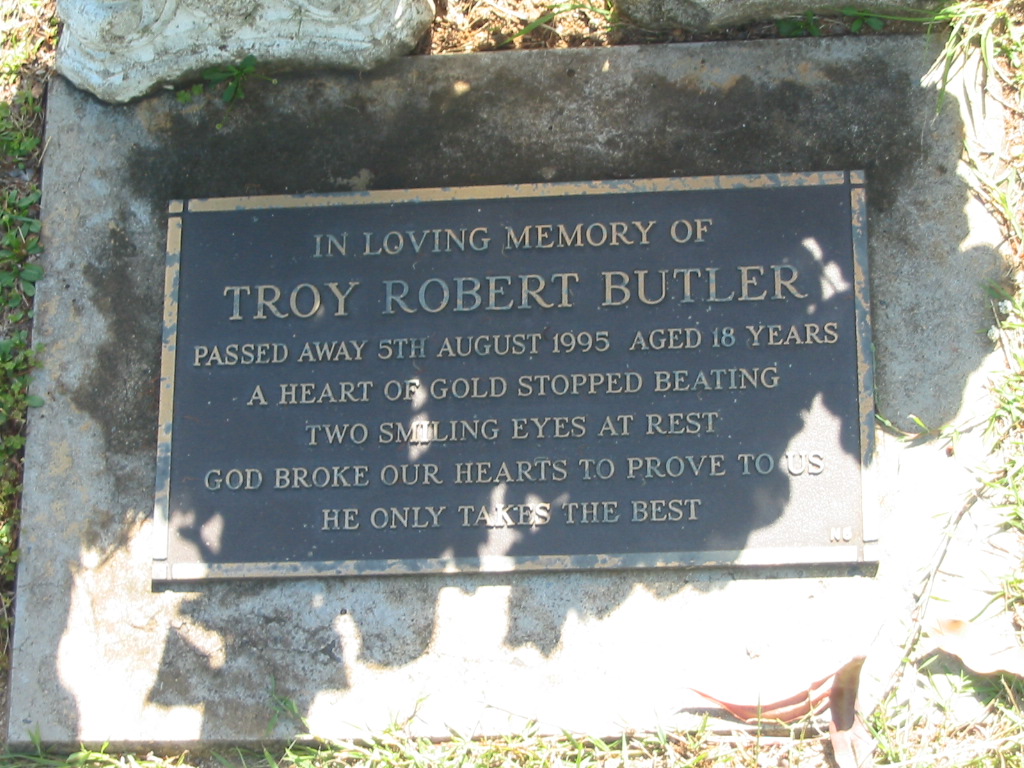 IN LOVING MEMORY OF
TROY ROBERT BUTLER
PASSED AWAY 5TH AUGUST 1995 AGED 18 YEARS
A HEART OF GOLD STOPPED BEATING
TWO SMILING EYES AT REST
GOD BROKE OUR HEARTS TO PROVE TO US
HE ONLY TAKES THE BEST